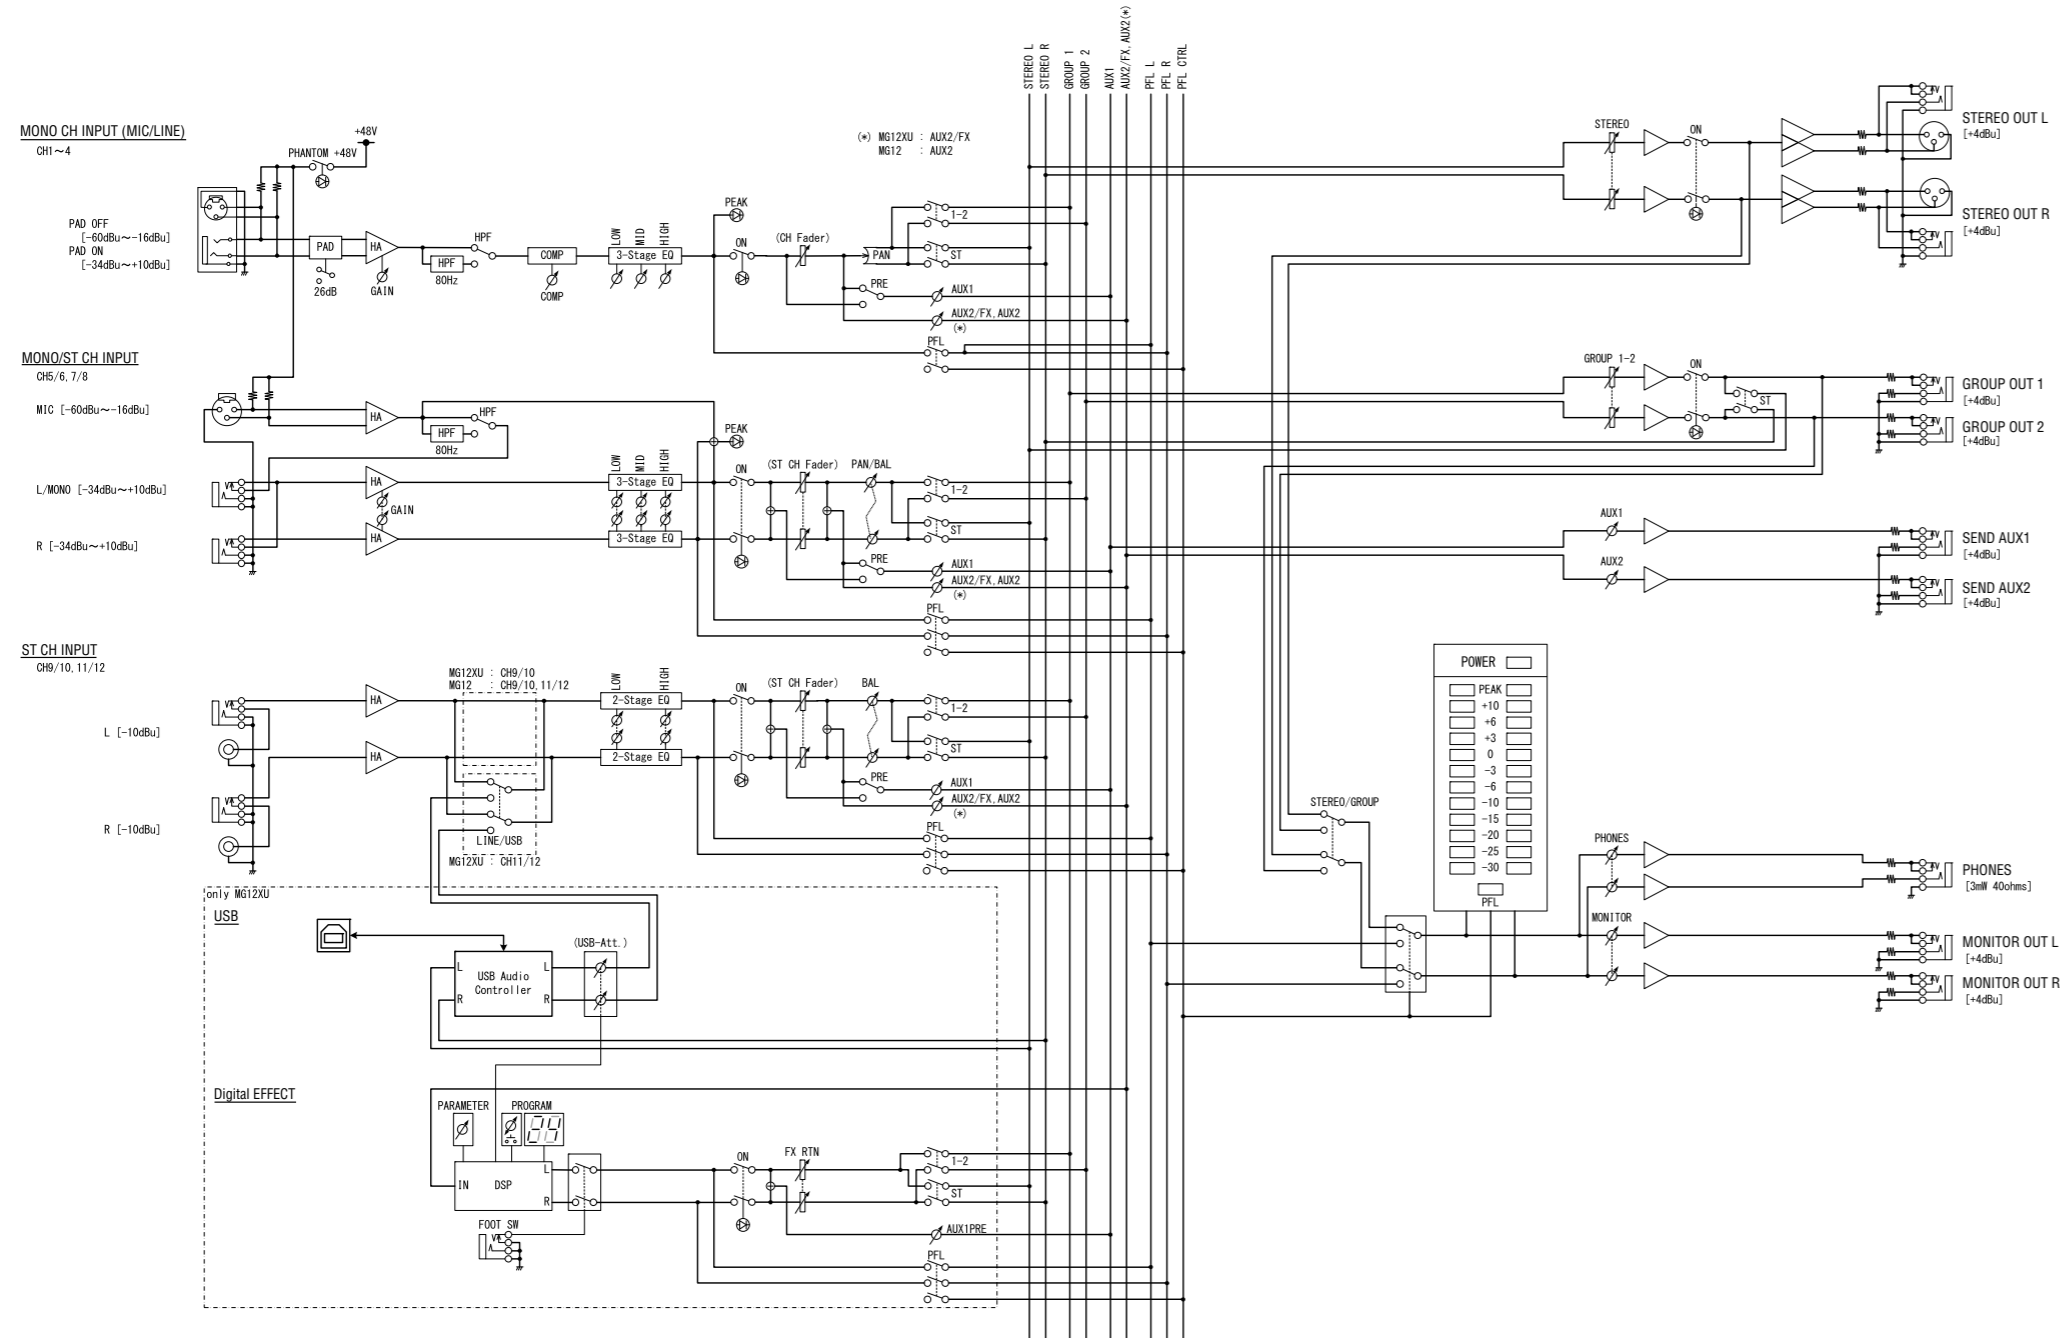 STEREO L
STEREO R
GROUP 1
GROUP 2
AUX1
AUX2/FX, AUX2(*)
PFL L
PFL R
PFL CTRL
MONO CH INPUT (MIC/LINE)
CH1〜4
+48V
PHANTOM +48V
(*) MG12XU : AUX2/FX
MG12 : AUX2
PAD OFF
[-60dBu〜-16dBu]
PAD ON
[-34dBu〜+10dBu]
PAD
26dB
HA
GAIN
HPF
HPF
80Hz
COMP
COMP
LOW
MID
HIGH
3-Stage EQ
PEAK
ON
(CH Fader)
PAN
1-2
ST
PRE
AUX1
AUX2/FX, AUX2
(*)
PFL
MONO/ST CH INPUT
CH5/6, 7/8
MIC [-60dBu〜-16dBu]
HA
HPF
HPF
80Hz
L/MONO [-34dBu〜+10dBu]
HA
GAIN
R [-34dBu〜+10dBu]
HA
LOW
MID
HIGH
3-Stage EQ
3-Stage EQ
PEAK
ON
(ST CH Fader)
PAN/BAL
1-2
ST
PRE
AUX1
AUX2/FX, AUX2
(*)
PFL
ST CH INPUT
CH9/10, 11/12
L [-10dBu]
R [-10dBu]
HA
HA
MG12XU : CH9/10
MG12 : CH9/10, 11/12
LINE/USB
MG12XU : CH11/12
LOW
HIGH
2-Stage EQ
2-Stage EQ
ON
(ST CH Fader)
BAL
1-2
ST
PRE
AUX1
AUX2/FX, AUX2
(*)
PFL
only MG12XU
USB
L
R
USB Audio
Controller
L
R
(USB-Att.)
Digital EFFECT
PARAMETER
PROGRAM
IN
DSP
L
R
FOOT SW
ON
FX RTN
1-2
ST
AUX1PRE
PFL
STEREO
ON
STEREO OUT L
[+4dBu]
STEREO OUT R
[+4dBu]
GROUP 1-2
ON
ST
GROUP OUT 1
[+4dBu]
GROUP OUT 2
[+4dBu]
AUX1
SEND AUX1
[+4dBu]
AUX2
SEND AUX2
[+4dBu]
POWER
PEAK
+10
+6
+3
0
-3
-6
-10
-15
-20
-25
-30
PFL
STEREO/GROUP
PHONES
PHONES
[3mW 40ohms]
MONITOR
MONITOR OUT L
[+4dBu]
MONITOR OUT R
[+4dBu]